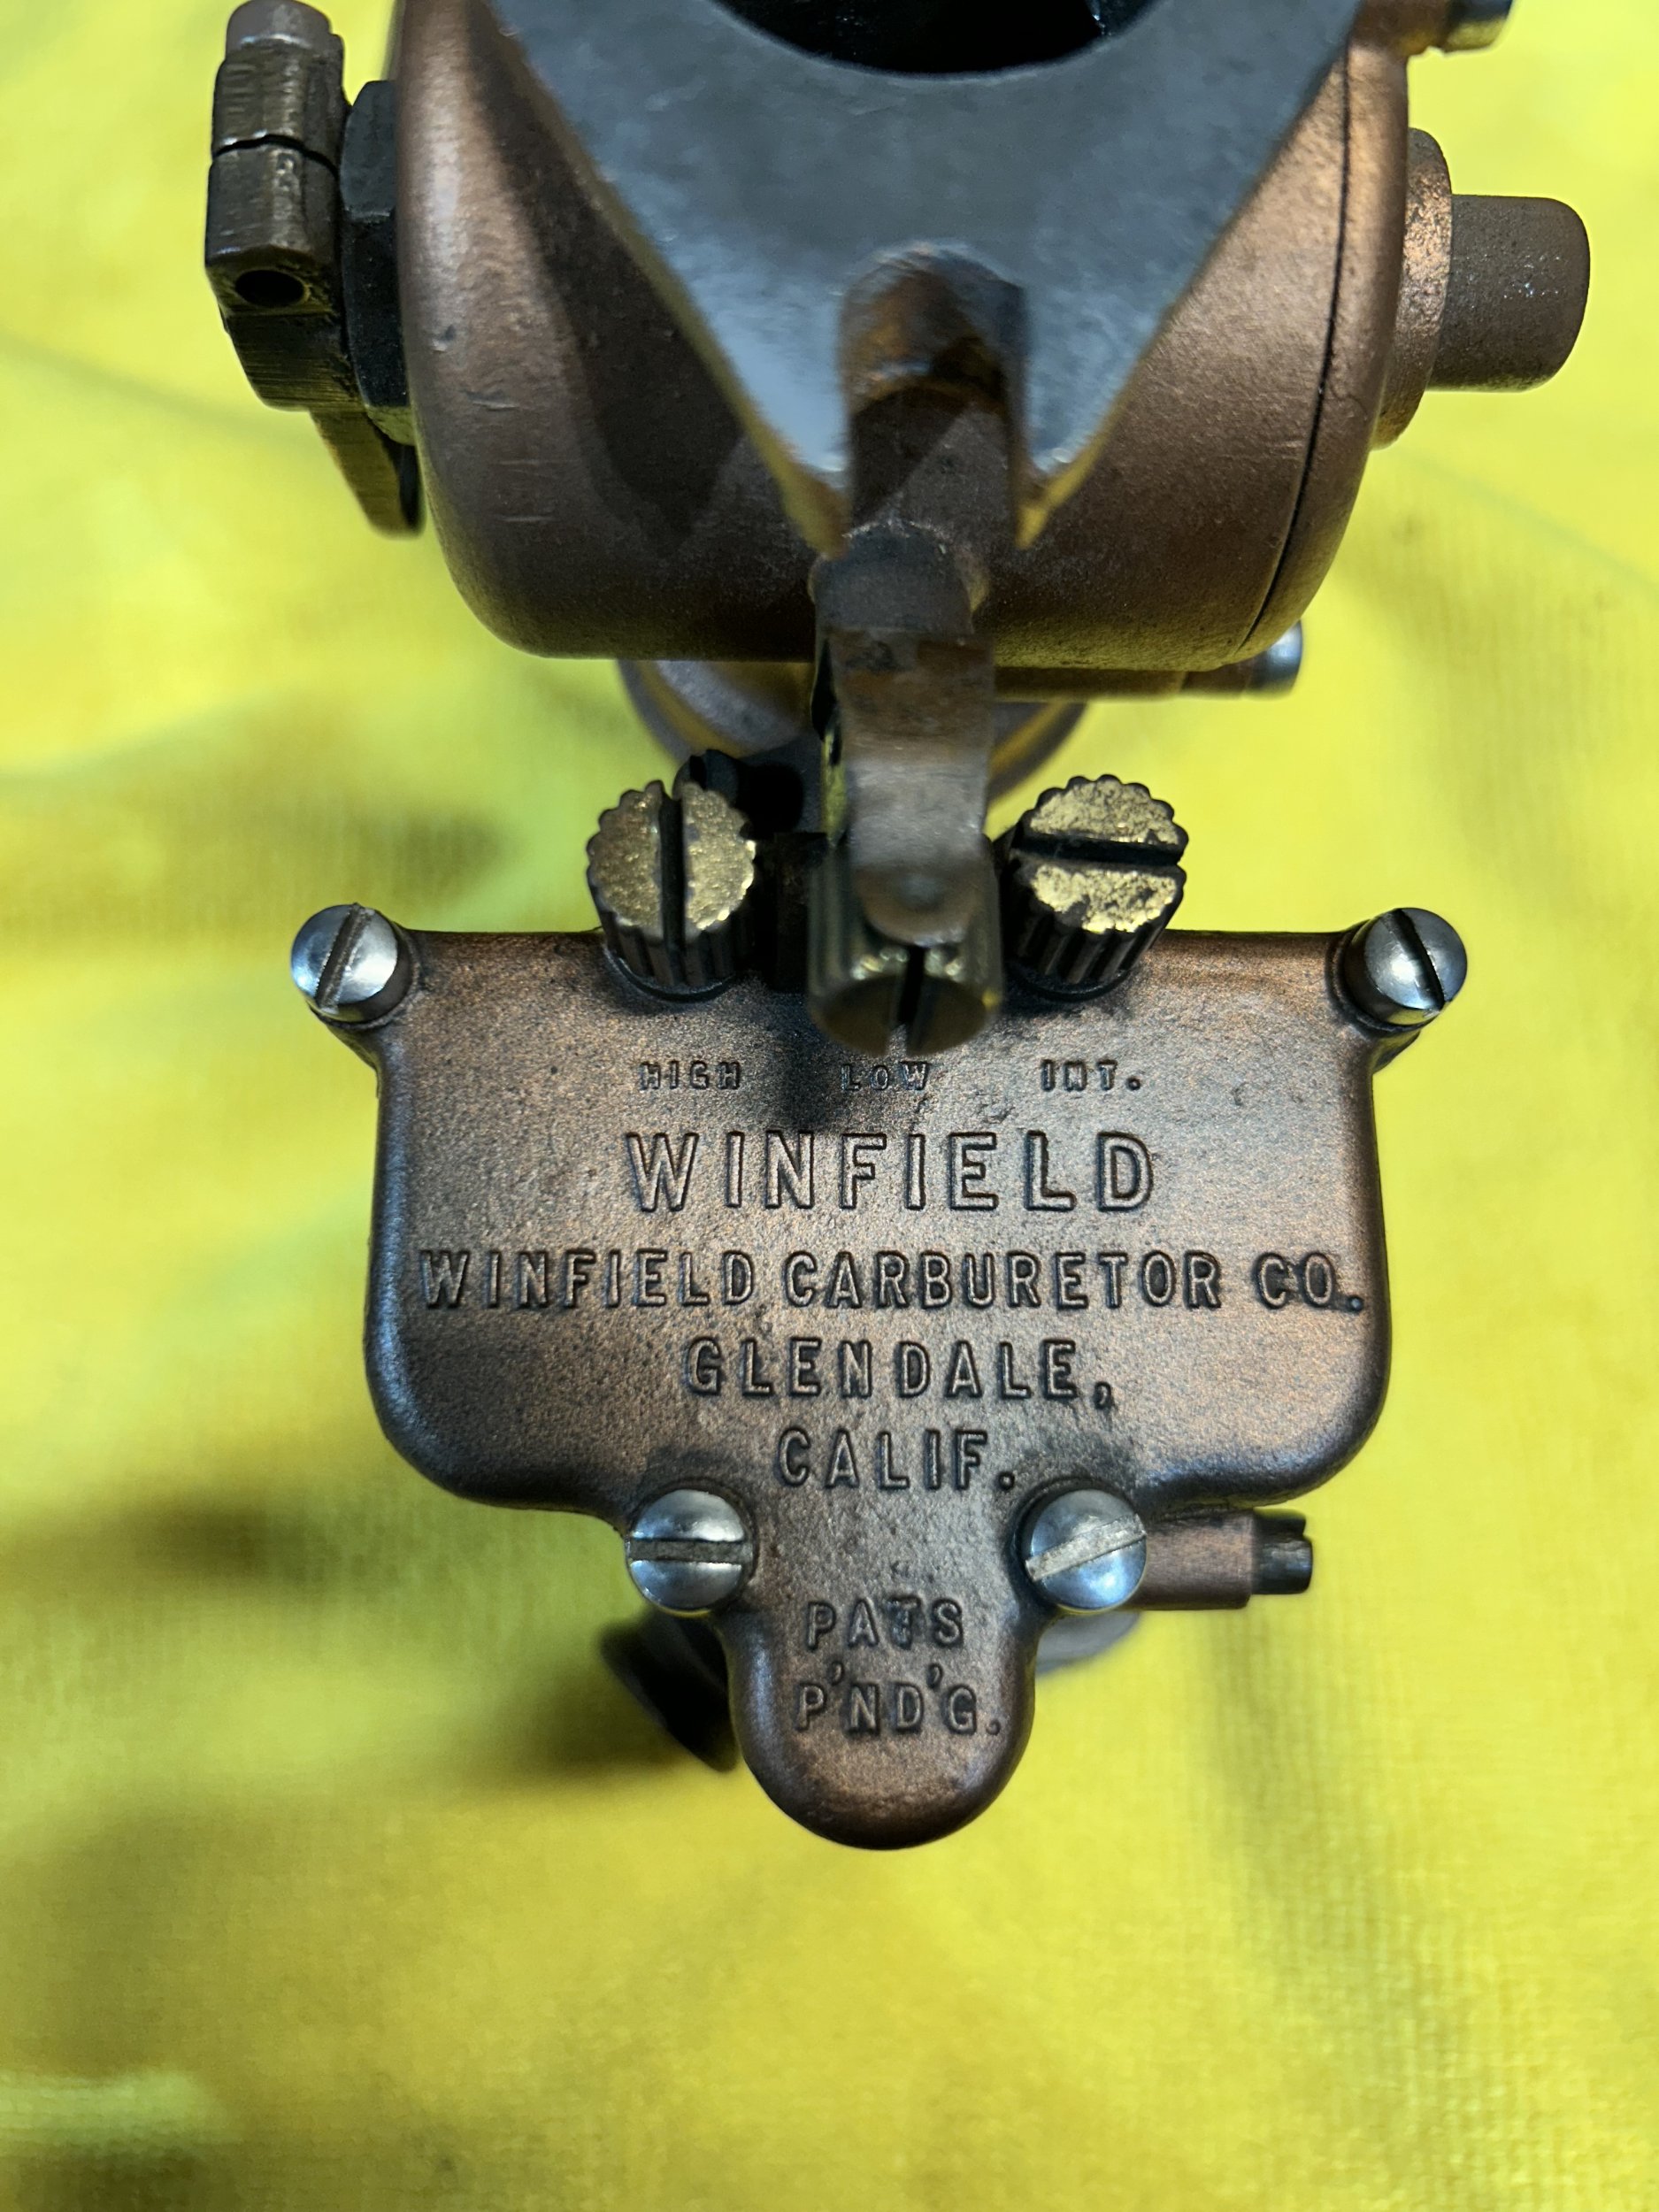 HIGH LOW INT.
WINFIELD
WINFIELD CARBURETOR CO.
GLENDALE,
CALIF.
PATS
P'ND'G.